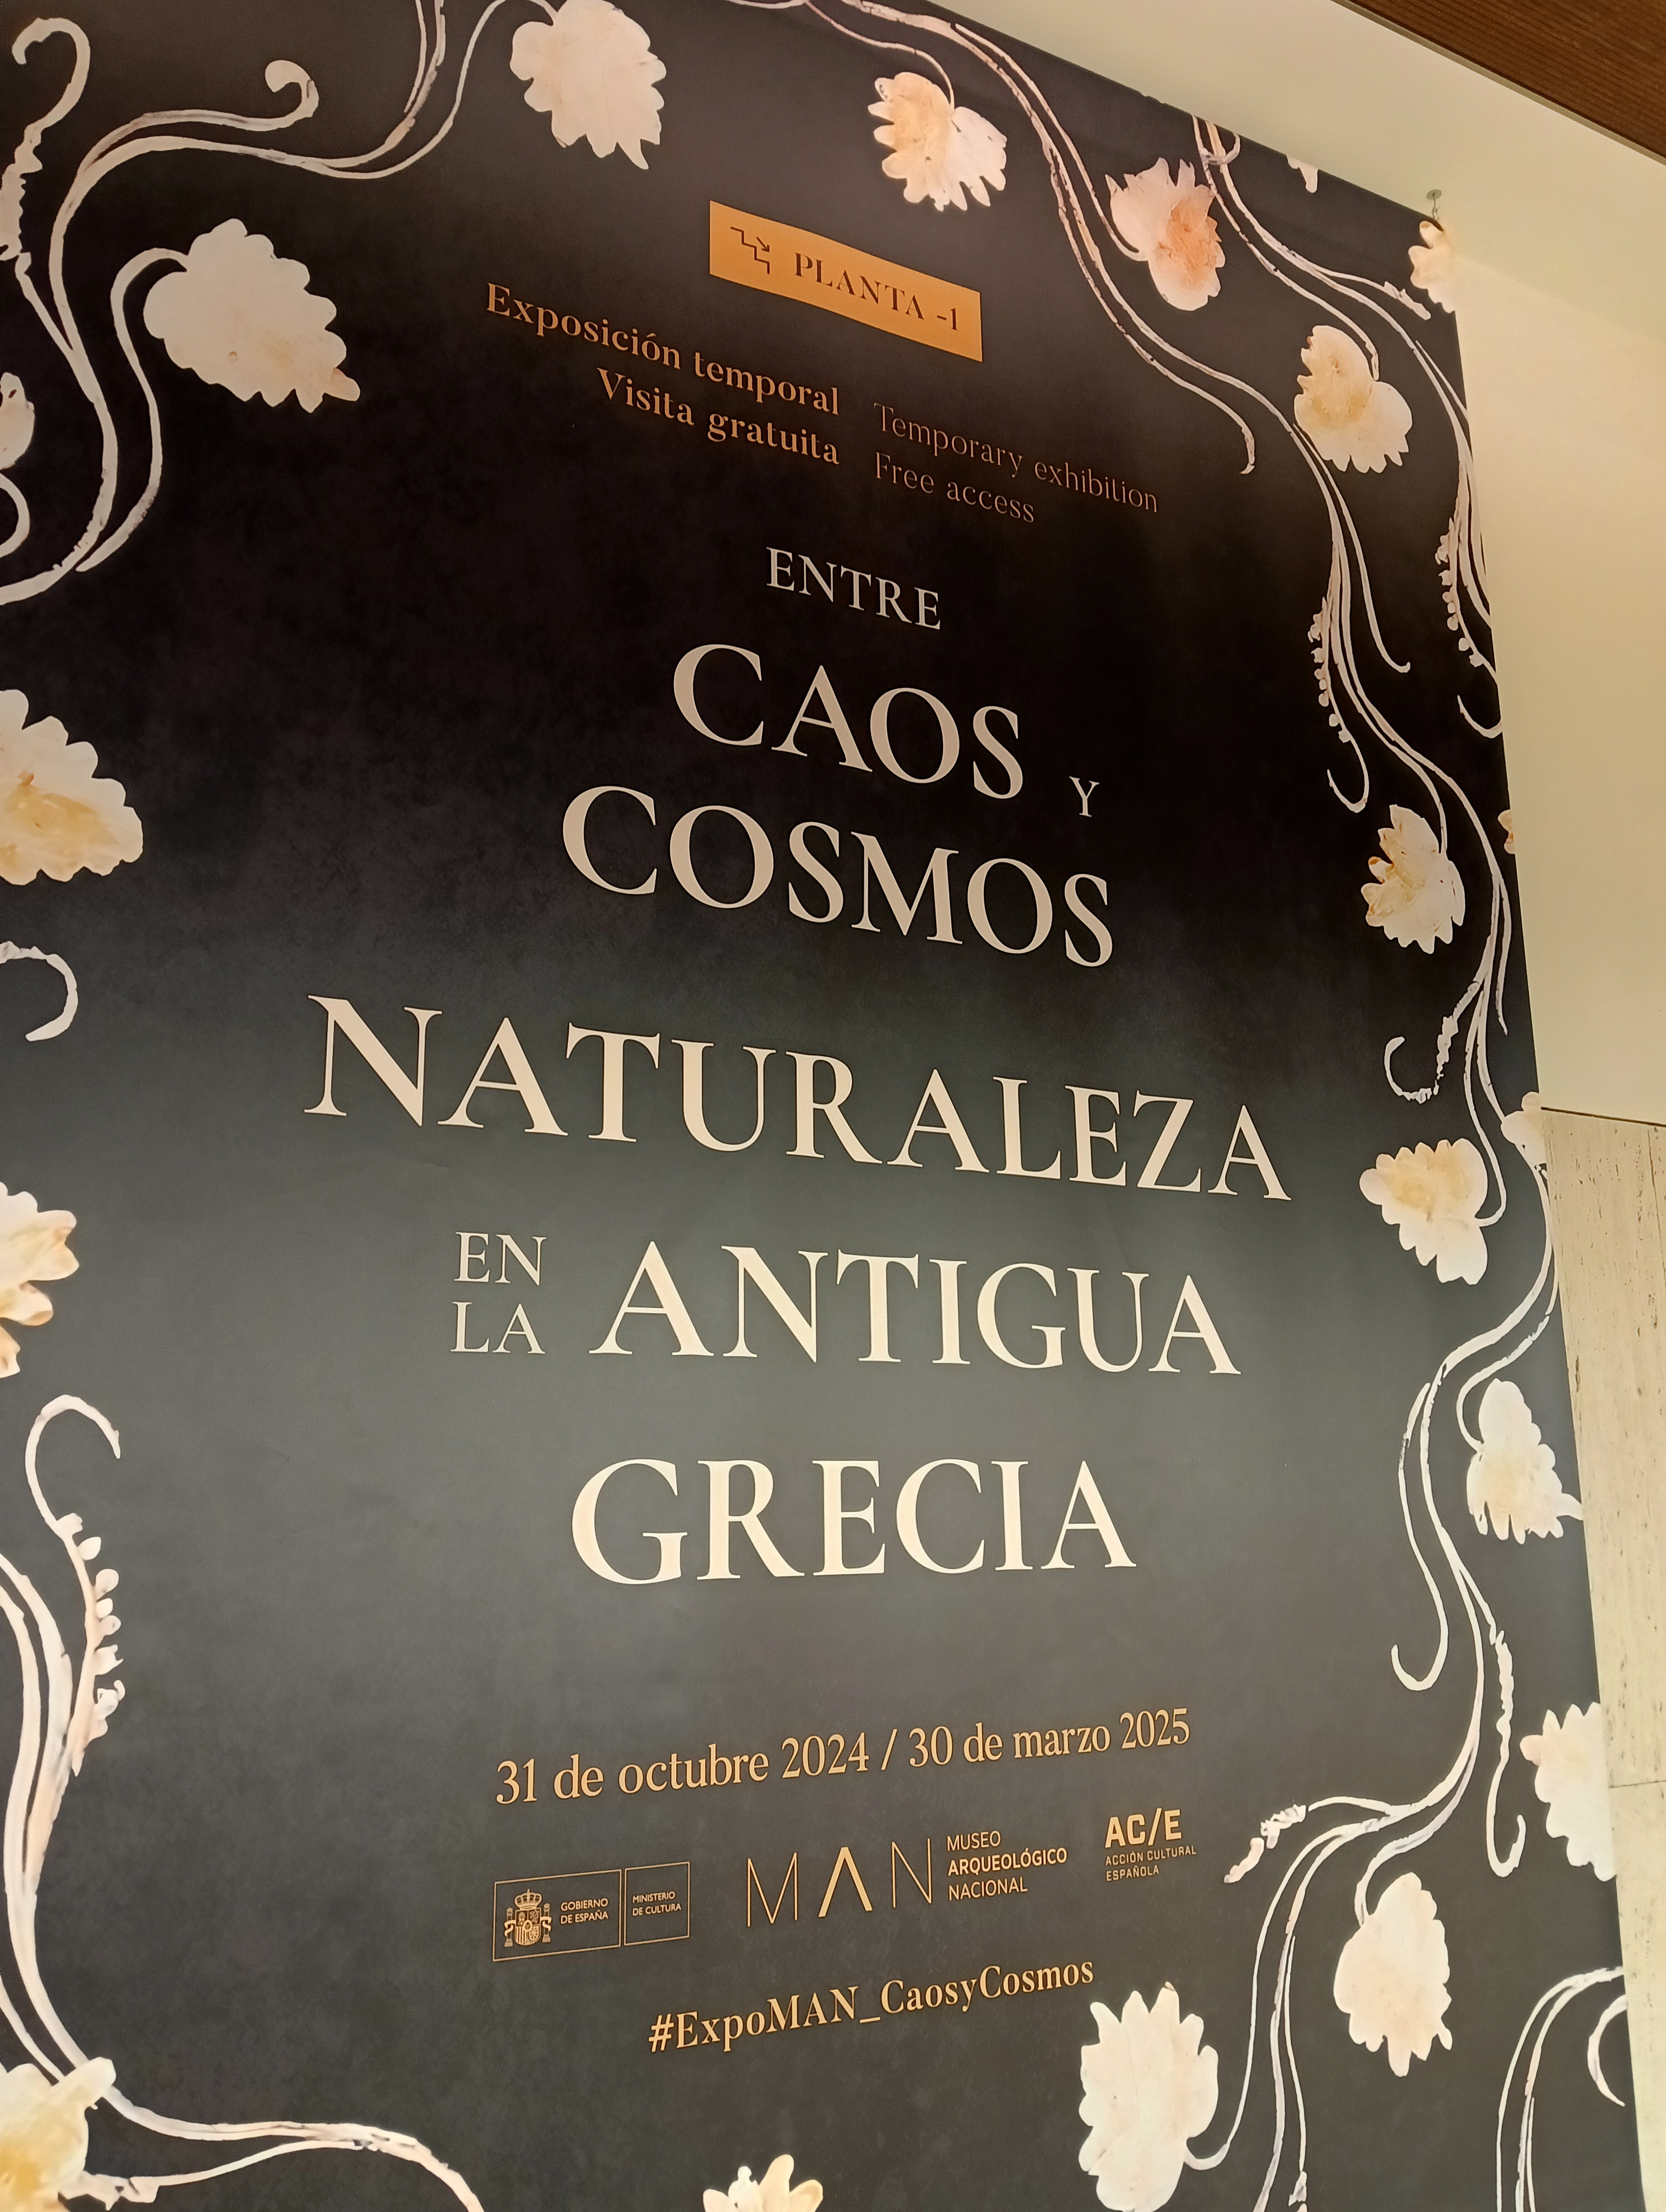 PLANTA -1
Exposición temporal
Visita gratuita
Temporary exhibition
Free access
ENTRE
CAOS Y
COSMOS
NATURALEZA
EN LA ANTIGUA
GRECIA
31 de octubre 2024 / 30 de marzo 2025
GOBIERNO
DE ESPAÑA
MINISTERIO
DE CULTURA
MAN
MUSEO
ARQUEOLÓGICO
NACIONAL
AC/E
ACCIÓN CULTURAL
ESPAÑOLA
#ExpoMAN_CaosyCosmos